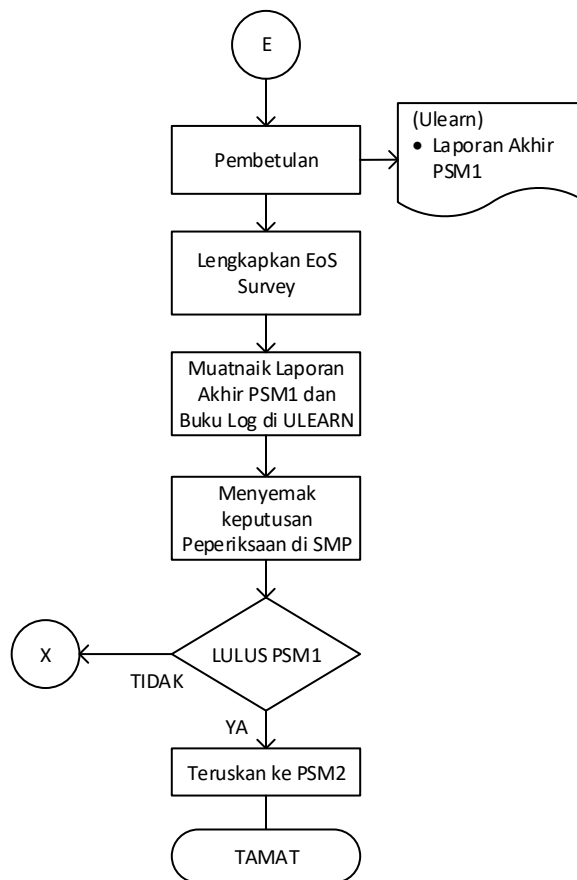 E
Pembetulan
(Ulearn)
• Laporan Akhir
PSM1
Lengkapkan EoS
Survey
Muatnaik Laporan
Akhir PSM1 dan
Buku Log di ULEARN
Menyemak
keputusan
Peperiksaan di SMP
LULUS PSM1
X
TIDAK
YA
Teruskan ke PSM2
TAMAT